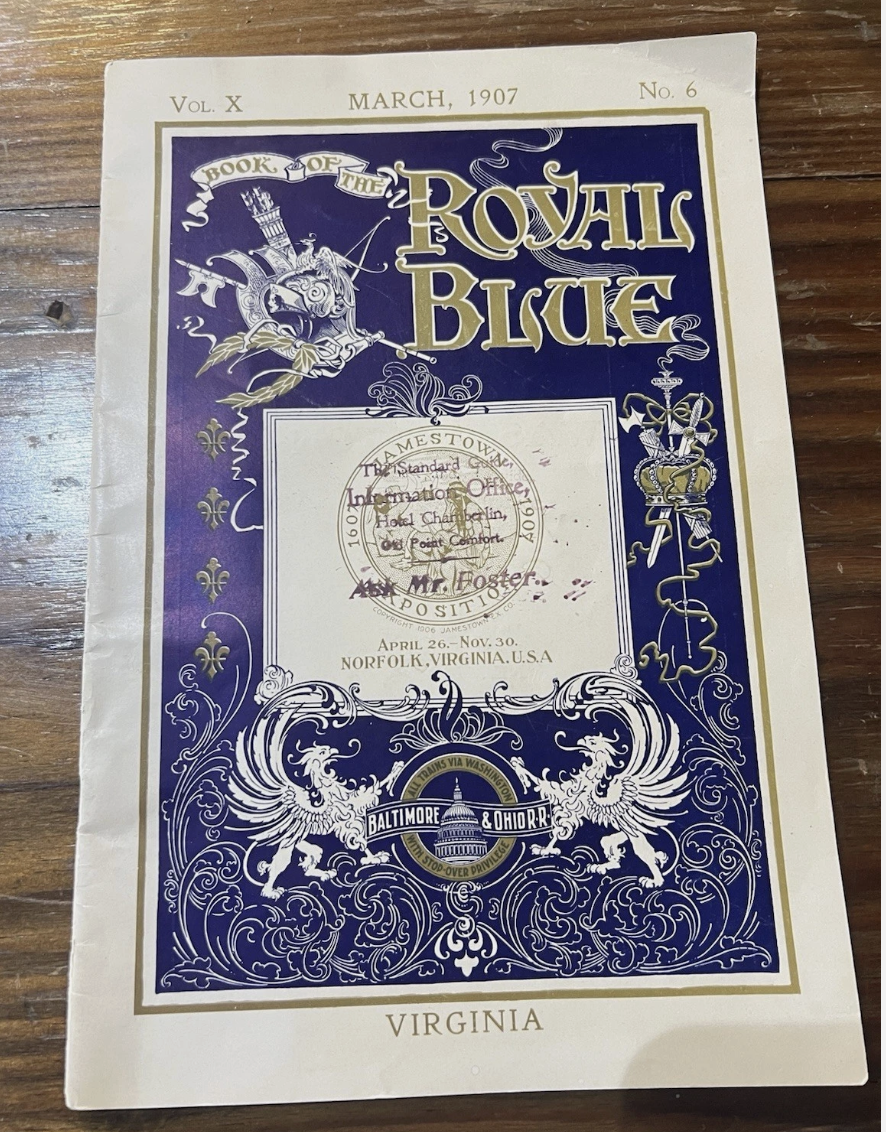 VOL. X MARCH, 1907 NO. 6
BOOK OF THE
ROYAL
BLUE
JAMESTOWN
1607 1907
EXPOSITION
COPYRIGHT 1906 JAMESTOWN EX. CO.
The Standard Guide,
Information Office,
Hotel Chamberlin,
Old Point Comfort.
Ask Mr. Foster.
APRIL 26.-NOV. 30.
NORFOLK, VIRGINIA. U.S.A
ALL TRAINS VIA WASHINGTON
BALTIMORE & OHIO R.R.
WITH STOP-OVER PRIVILEGE
VIRGINIA